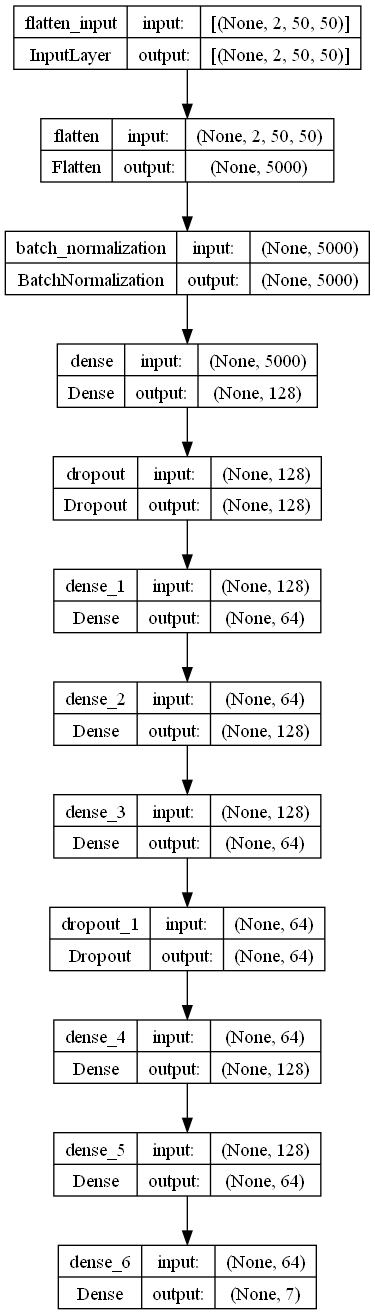 flatten_input input: [(None, 2, 50, 50)]
InputLayer output: [(None, 2, 50, 50)]
flatten input: (None, 2, 50, 50)
Flatten output: (None, 5000)
batch_normalization input: (None, 5000)
BatchNormalization output: (None, 5000)
dense input: (None, 5000)
Dense output: (None, 128)
dropout input: (None, 128)
Dropout output: (None, 128)
dense_1 input: (None, 128)
Dense output: (None, 64)
dense_2 input: (None, 64)
Dense output: (None, 128)
dense_3 input: (None, 128)
Dense output: (None, 64)
dropout_1 input: (None, 64)
Dropout output: (None, 64)
dense_4 input: (None, 64)
Dense output: (None, 128)
dense_5 input: (None, 128)
Dense output: (None, 64)
dense_6 input: (None, 64)
Dense output: (None, 7)